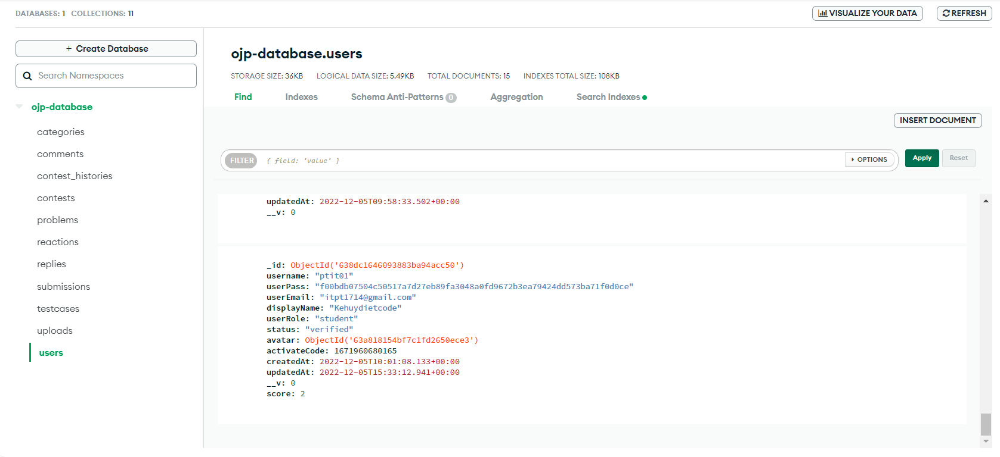 DATABASES: 1 COLLECTIONS: 11
VISUALIZE YOUR DATA
REFRESH
+ Create Database
Search Namespaces
ojp-database
categories
comments
contest_histories
contests
problems
reactions
replies
submissions
testcases
uploads
users
ojp-database.users
STORAGE SIZE: 36KB LOGICAL DATA SIZE: 5.49KB TOTAL DOCUMENTS: 15 INDEXES TOTAL SIZE: 108KB
Find Indexes Schema Anti-Patterns 0 Aggregation Search Indexes
INSERT DOCUMENT
FILTER { field: 'value' } OPTIONS Apply Reset
updatedAt: 2022-12-05T09:58:33.502+00:00
__v: 0
_id: ObjectId('638dc1646093883ba94acc50')
username: "ptit01"
userPass: "f00bdb07504c50517a7d27eb89fa3048a0fd9672b3ea79424dd573ba71f0d0ce"
userEmail: "itpt1714@gmail.com"
displayName: "Kehuydietcode"
userRole: "student"
status: "verified"
avatar: ObjectId('63a818154bf7c1fd2650ece3')
activateCode: 1671960680165
createdAt: 2022-12-05T10:01:08.133+00:00
updatedAt: 2022-12-05T15:33:12.941+00:00
__v: 0
score: 2